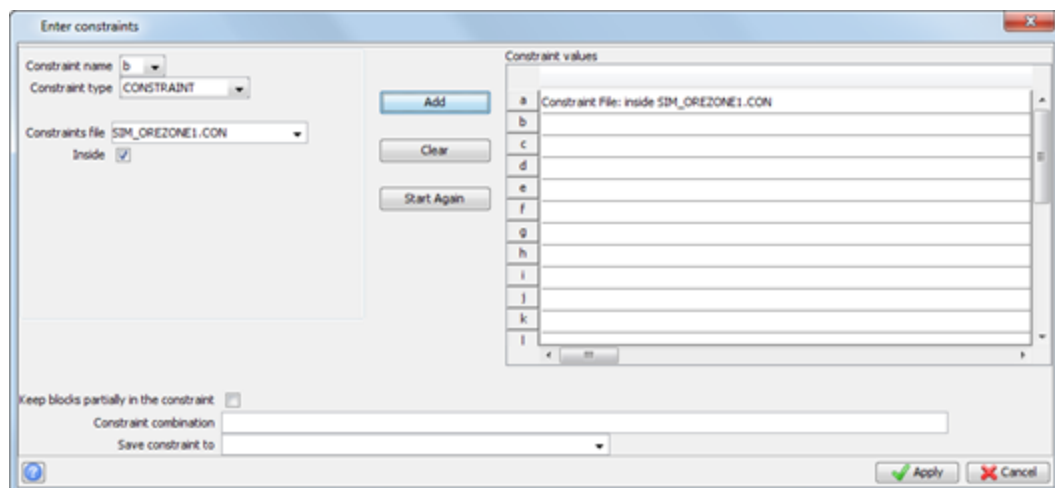 Enter constraints
Constraint name b
Constraint type CONSTRAINT
Constraints file SIM_OREZONE1.CON
Inside
Add
Clear
Start Again
Constraint values
a Constraint File: inside SIM_OREZONE1.CON
b
c
d
e
f
g
h
i
j
k
l
Keep blocks partially in the constraint
Constraint combination
Save constraint to
Apply Cancel